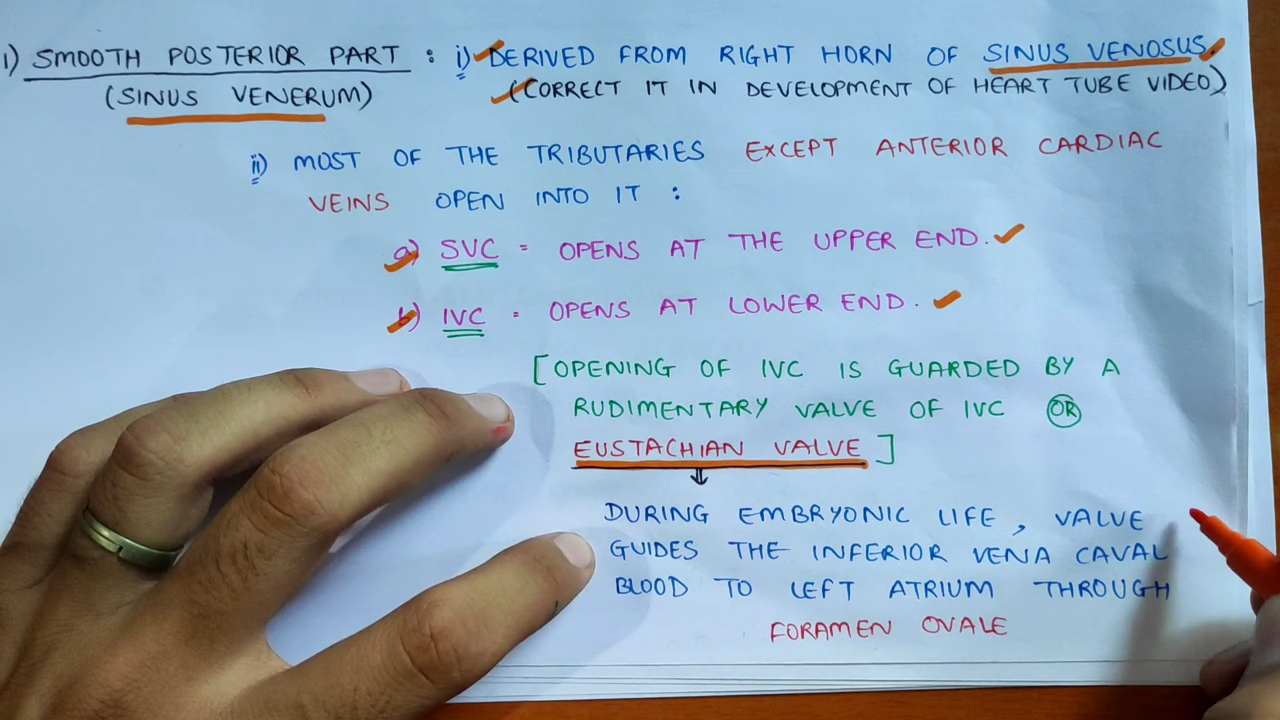 i) SMOOTH POSTERIOR PART : i) DERIVED FROM RIGHT HORN OF SINUS VENOSUS.
(SINUS VENERUM) (CORRECT IT IN DEVELOPMENT OF HEART TUBE VIDEO)
ii) MOST OF THE TRIBUTARIES EXCEPT ANTERIOR CARDIAC
VEINS OPEN INTO IT :
a) SVC = OPENS AT THE UPPER END.
b) IVC = OPENS AT LOWER END.
[OPENING OF IVC IS GUARDED BY A
RUDIMENTARY VALVE OF IVC OR
EUSTACHIAN VALVE]
DURING EMBRYONIC LIFE, VALVE
GUIDES THE INFERIOR VENA CAVAL
BLOOD TO LEFT ATRIUM THROUGH
FORAMEN OVALE